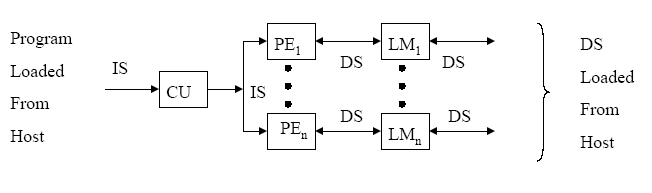 Program
Loaded
From
Host
IS
CU
IS
PE1
DS
LM1
DS
PEn
DS
LMn
DS
DS
Loaded
From
Host